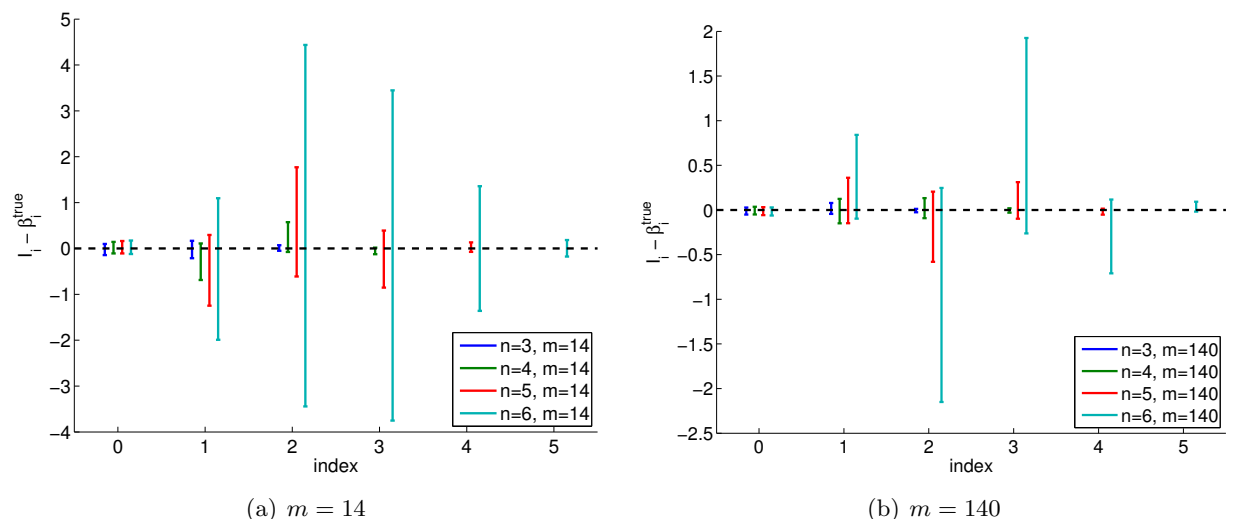 5
4
3
2
1
0
−1
−2
−3
−4
I_i − β_i^true
0 1 2 3 4 5
index
n=3, m=14
n=4, m=14
n=5, m=14
n=6, m=14
(a) m = 14
2
1.5
1
0.5
0
−0.5
−1
−1.5
−2
−2.5
I_i − β_i^true
0 1 2 3 4 5
index
n=3, m=140
n=4, m=140
n=5, m=140
n=6, m=140
(b) m = 140